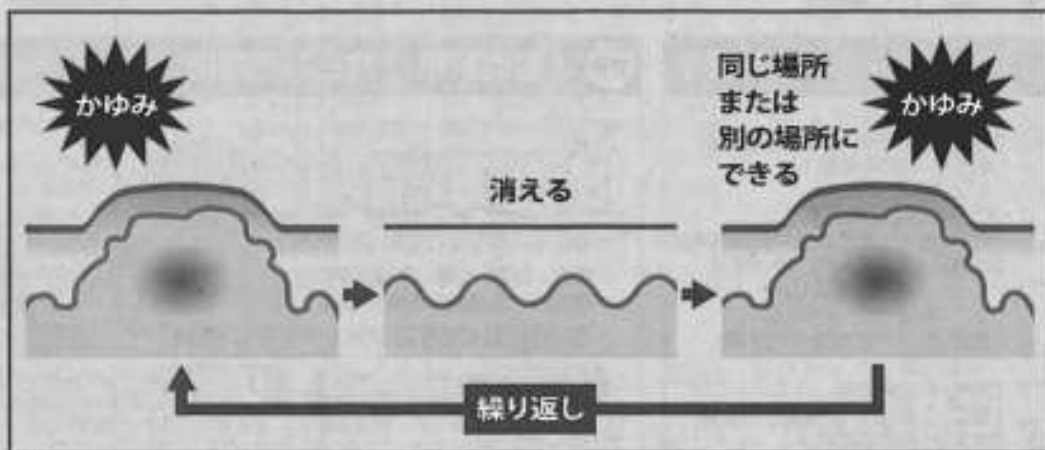 かゆみ
消える
同じ場所
または
別の場所に
できる
かゆみ
繰り返し